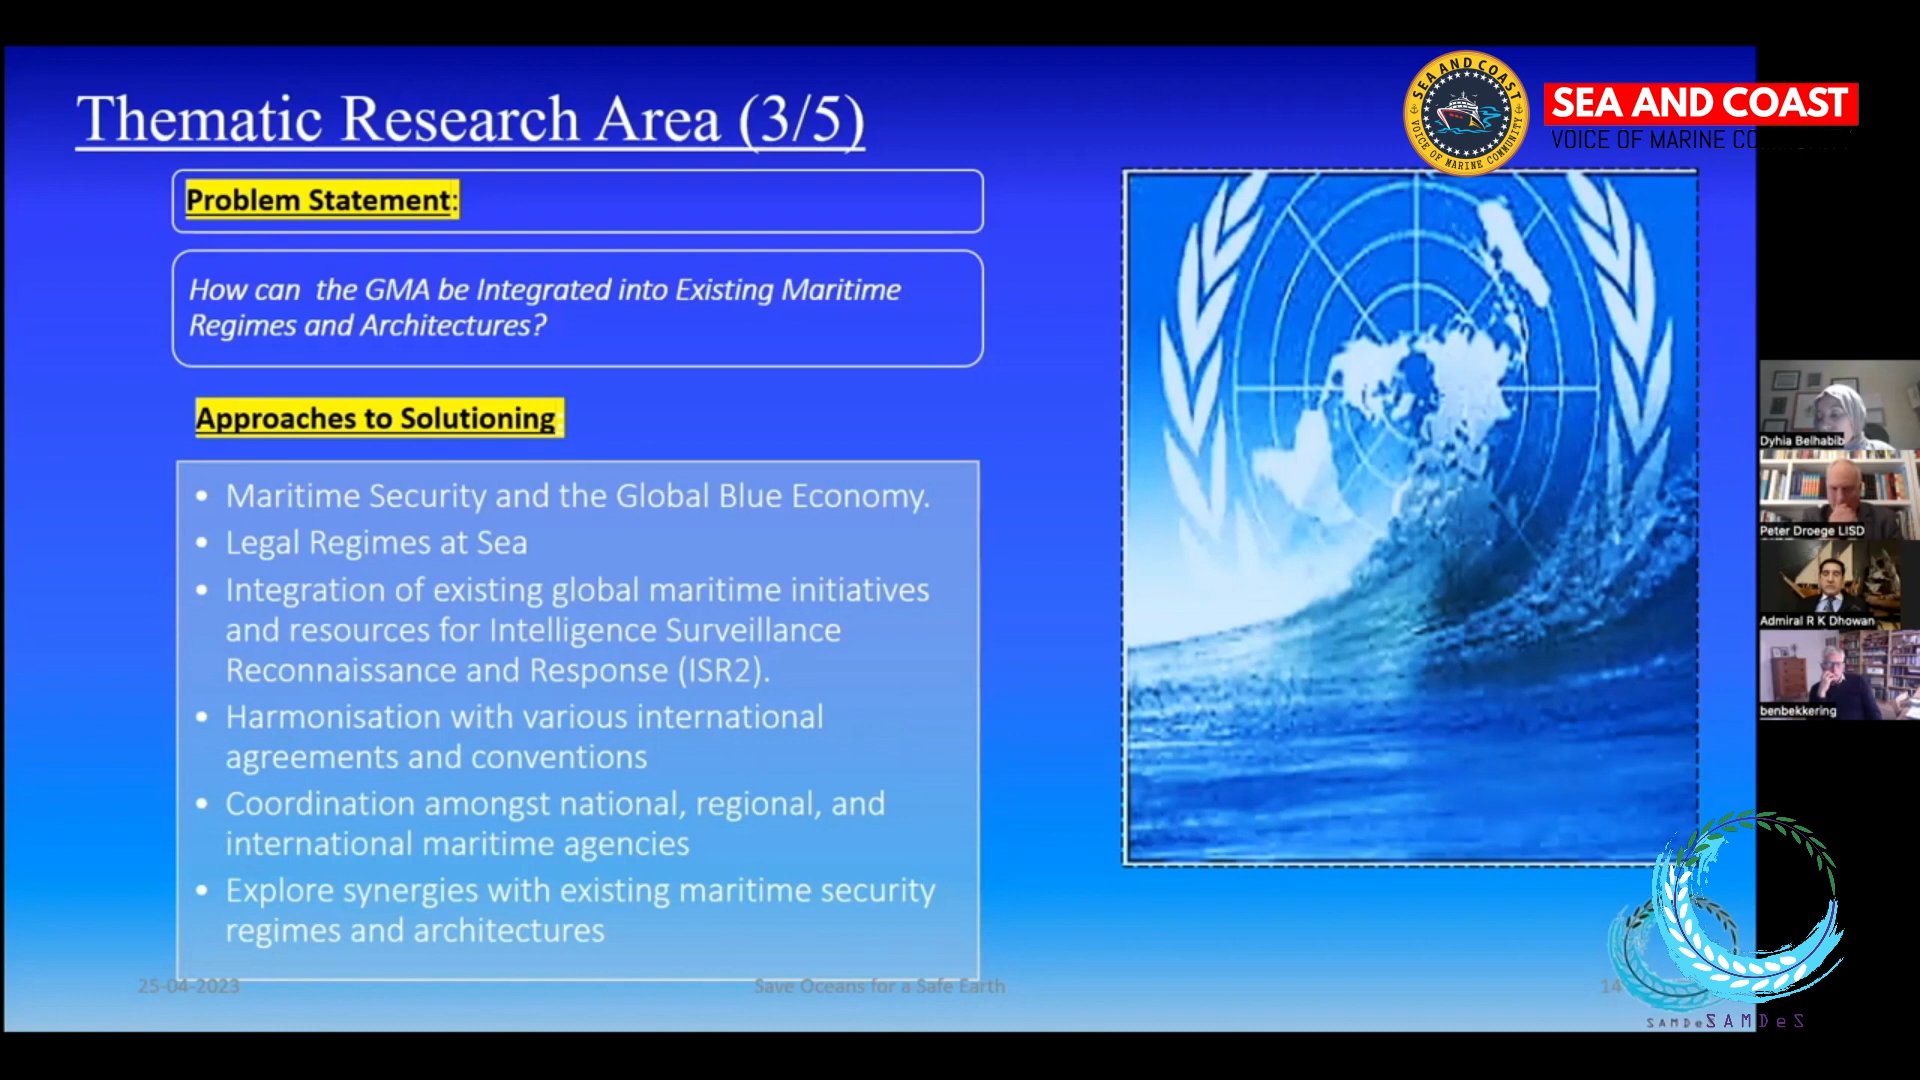 Thematic Research Area (3/5)
SEA AND COAST
VOICE OF MARINE COMMUNITY
SEA AND COAST
VOICE OF MARINE CO
Problem Statement:
How can the GMA be Integrated into Existing Maritime
Regimes and Architectures?
Approaches to Solutioning
• Maritime Security and the Global Blue Economy.
• Legal Regimes at Sea
• Integration of existing global maritime initiatives
and resources for Intelligence Surveillance
Reconnaissance and Response (ISR2).
• Harmonisation with various international
agreements and conventions
• Coordination amongst national, regional, and
international maritime agencies
• Explore synergies with existing maritime security
regimes and architectures
Dyhia Belhabib
Peter Droege LISD
Admiral R K Dhowan
benbekkering
25-04-2023
Save Oceans for a Safe Earth
14
SAMDeS